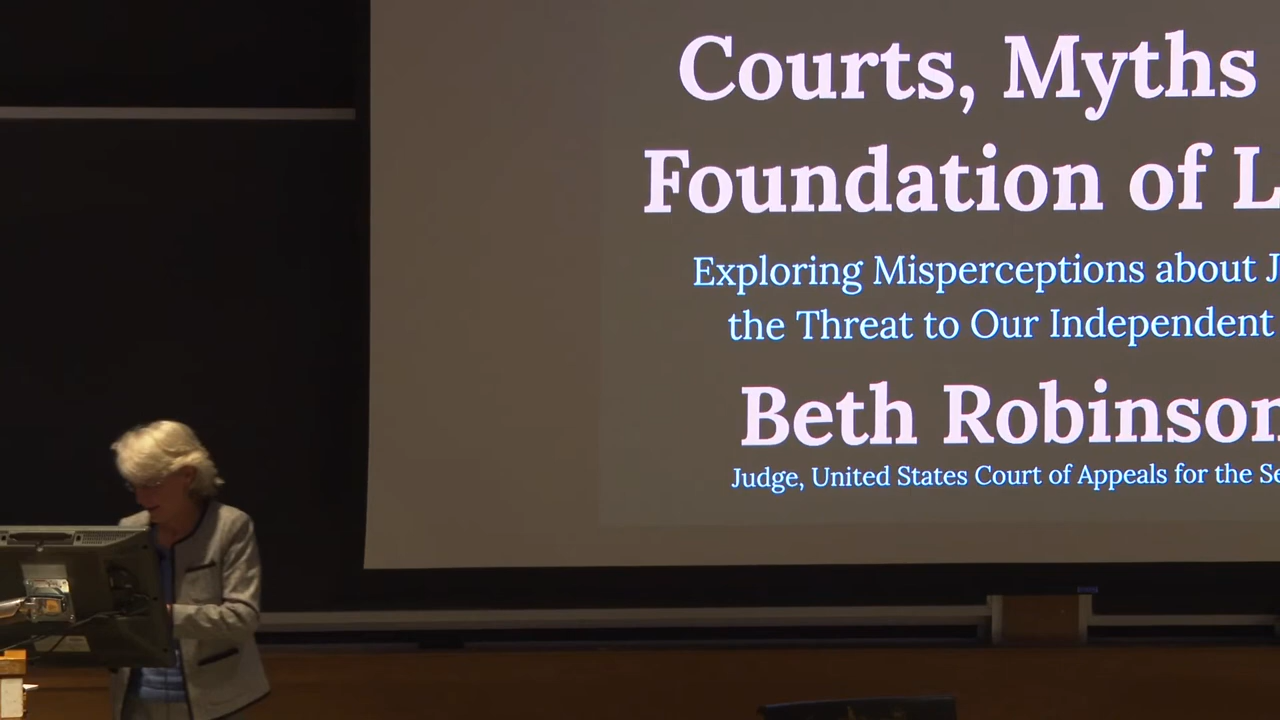 Courts, Myths
Foundation of L
Exploring Misperceptions about J
the Threat to Our Independent
Beth Robinson
Judge, United States Court of Appeals for the Se